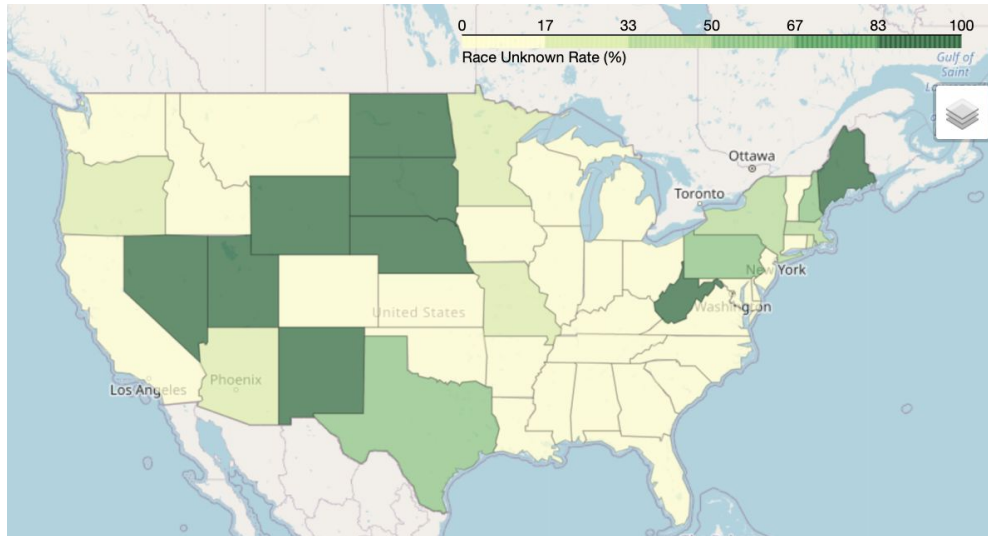 0 17 33 50 67 83 100
Race Unknown Rate (%)
Gulf of
Saint
Ottawa
Toronto
New York
United States
Washington
Phoenix
Los Angeles